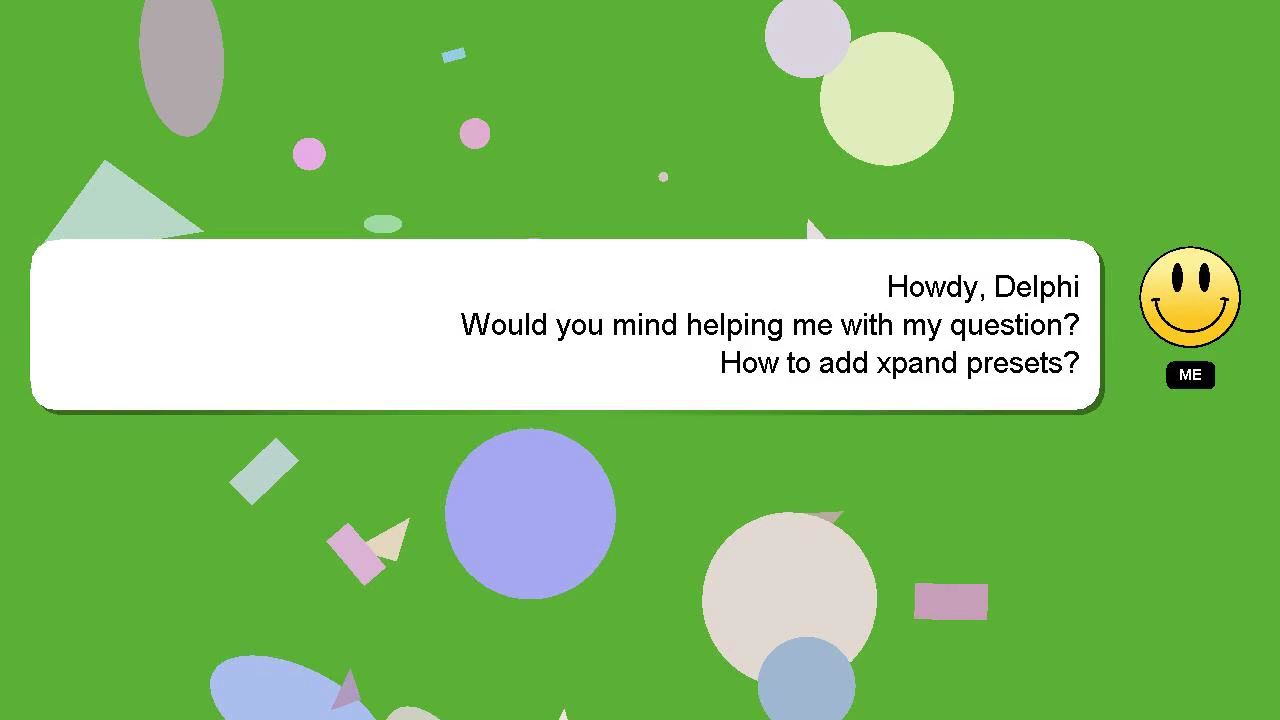 Howdy, Delphi
Would you mind helping me with my question?
How to add xpand presets?
ME